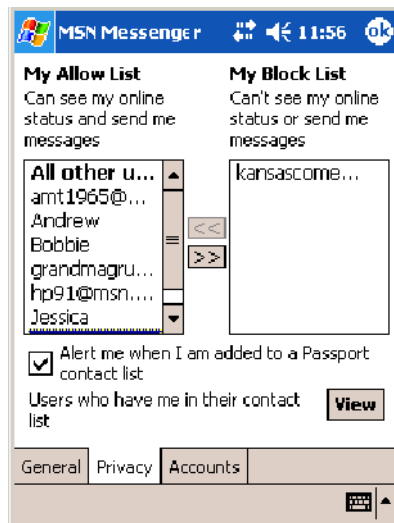 MSN Messenger 11:56 ok
My Allow List
Can see my online
status and send me
messages
My Block List
Can't see my online
status or send me
messages
All other u...
amt1965@...
Andrew
Bobbie
grandmagru...
hp91@msn....
Jessica
<<
>>
kansascome...
Alert me when I am added to a Passport
contact list
Users who have me in their contact
list
View
General Privacy Accounts